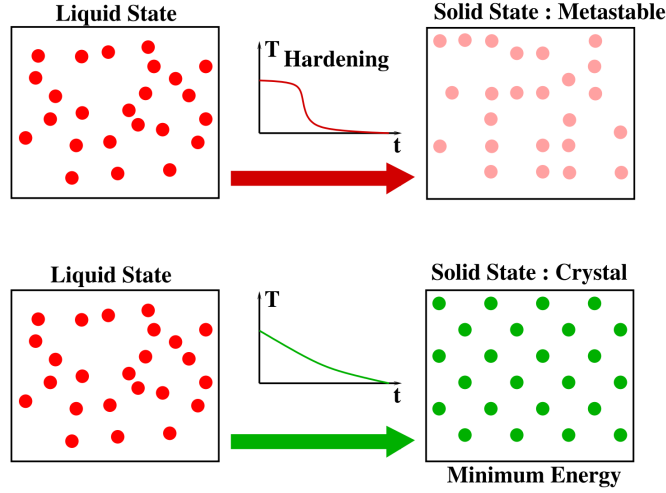 Liquid State
Solid State : Metastable
T
Hardening
t
Liquid State
Solid State : Crystal
T
t
Minimum Energy